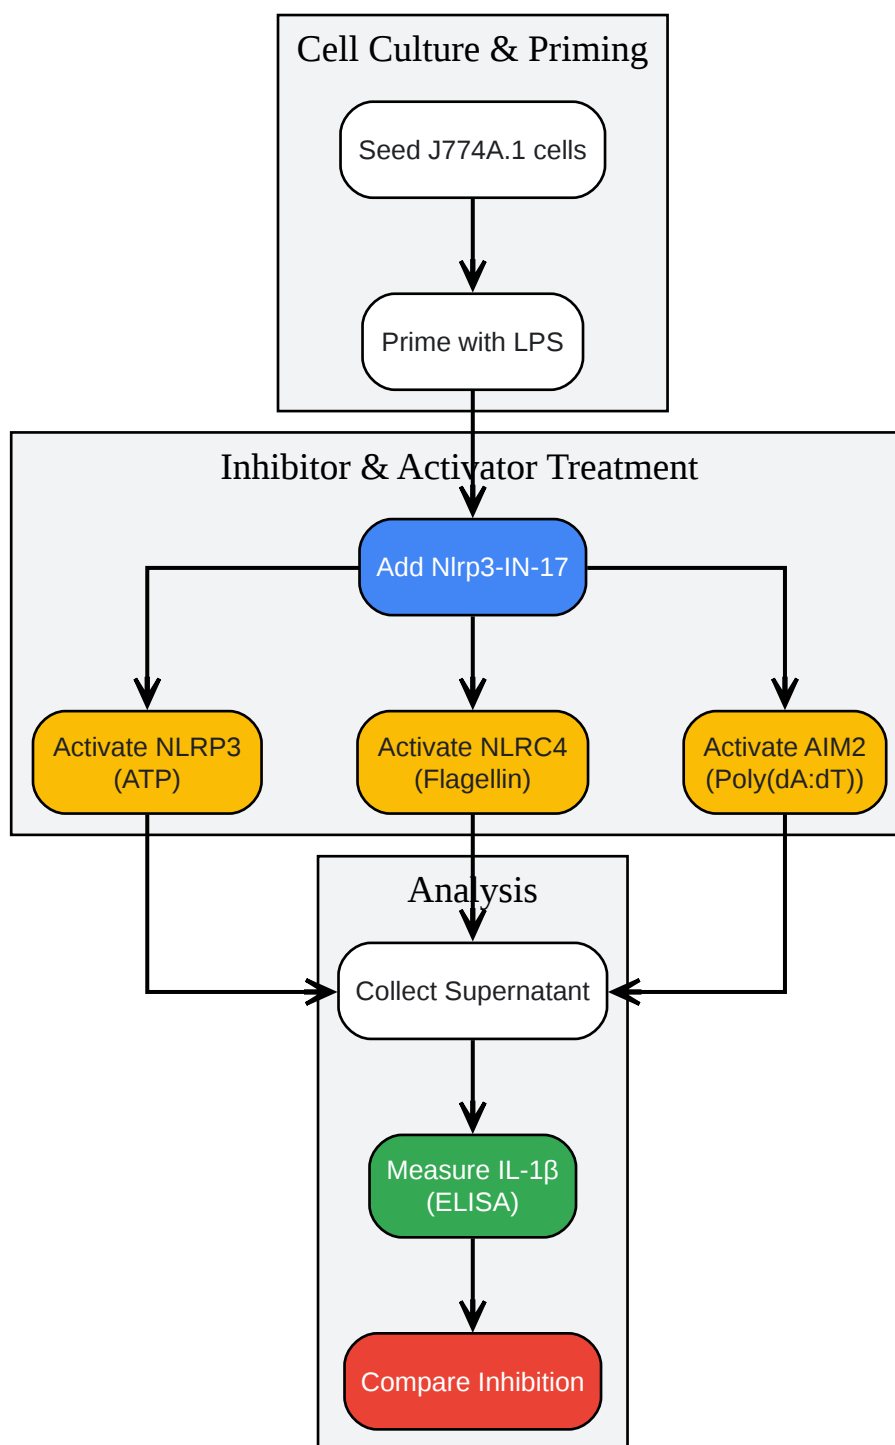 Cell Culture & Priming
Seed J774A.1 cells
Prime with LPS
Inhibitor & Activator Treatment
Add Nlrp3-IN-17
Activate NLRP3
(ATP)
Activate NLRC4
(Flagellin)
Activate AIM2
(Poly(dA:dT))
Analysis
Collect Supernatant
Measure IL-1β
(ELISA)
Compare Inhibition